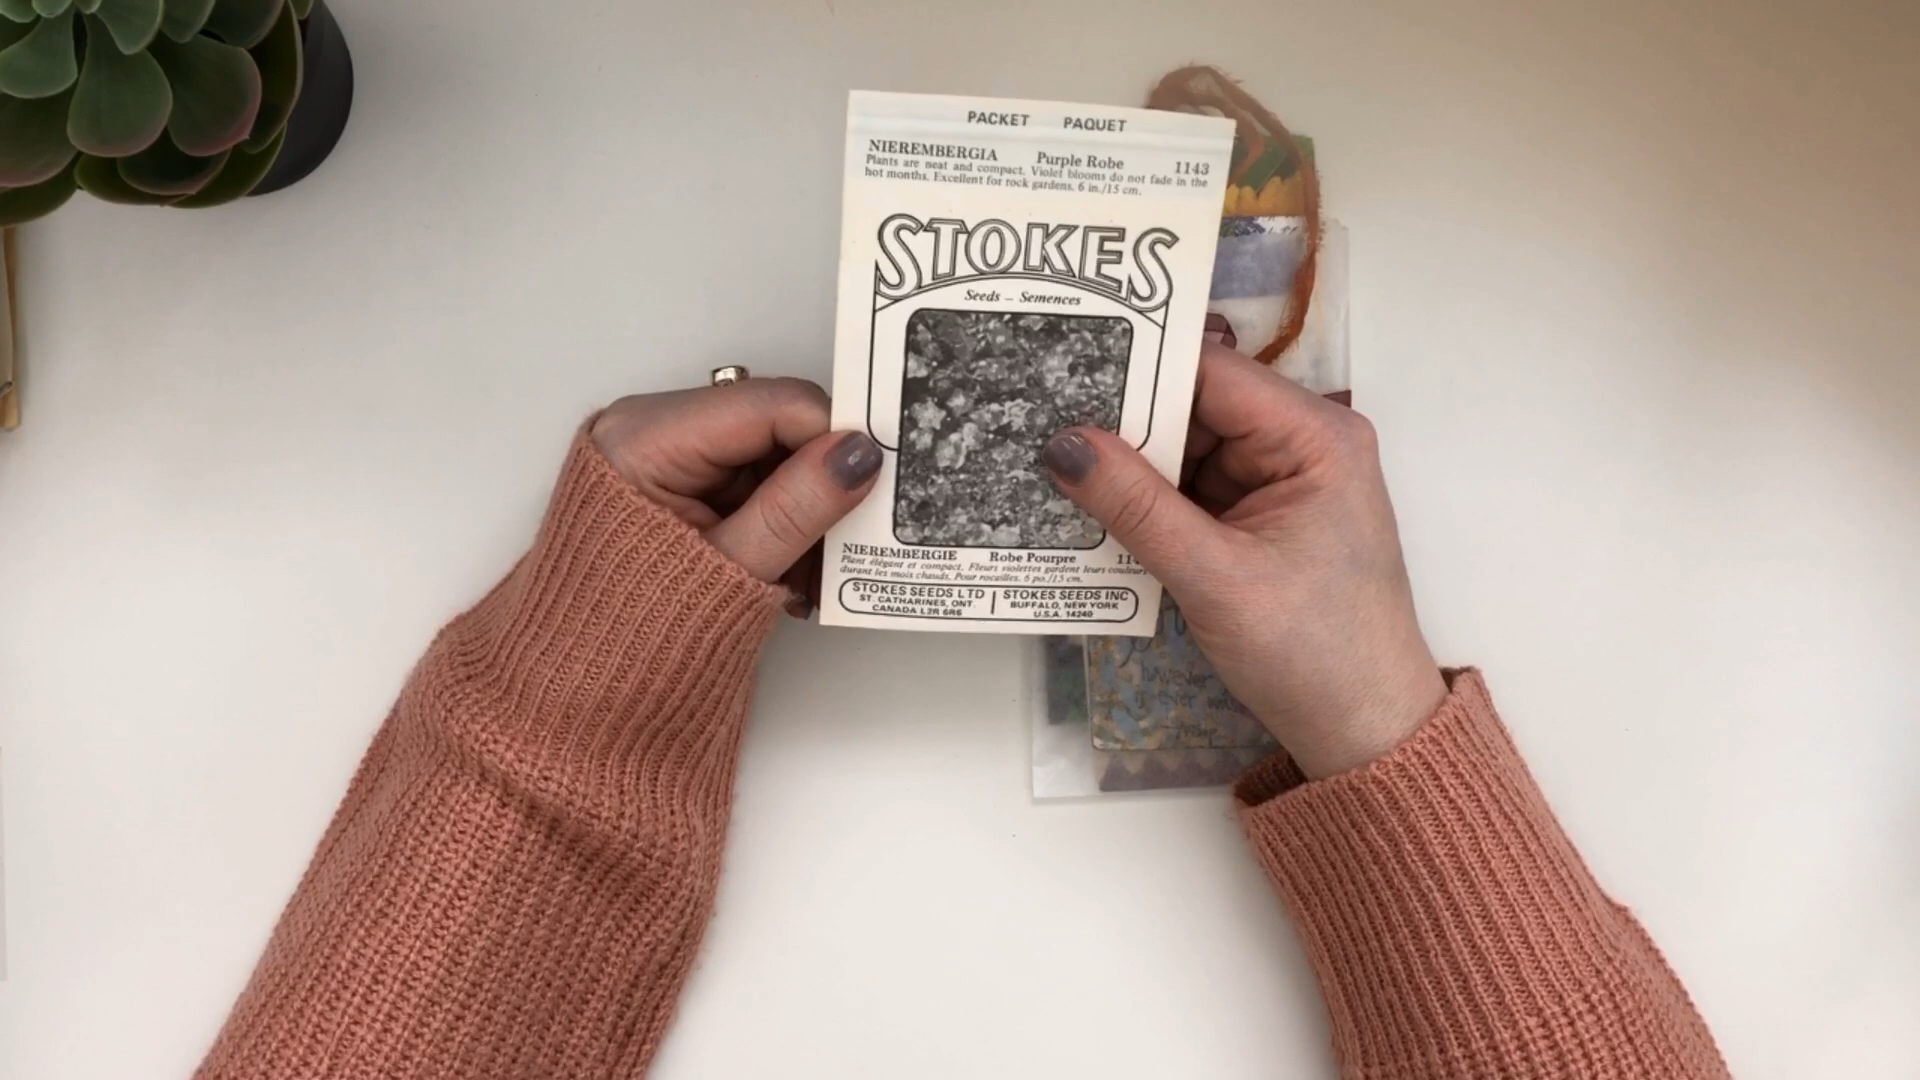 PACKET PAQUET
NIEREMBERGIA Purple Robe 1143
Plants are neat and compact. Violet blooms do not fade in the
hot months. Excellent for rock gardens. 6 in./15 cm.
STOKES
Seeds – Semences
NIEREMBERGIE Robe Pourpre
Plant élégant et compact. Fleurs violettes gardent leurs couleurs
durant les mois chauds. Pour rocailles. 6 po./15 cm.
STOKES SEEDS LTD
ST. CATHARINES, ONT.
CANADA L2R 6R6
STOKES SEEDS INC
BUFFALO, NEW YORK
U.S.A. 14240
however
is ever